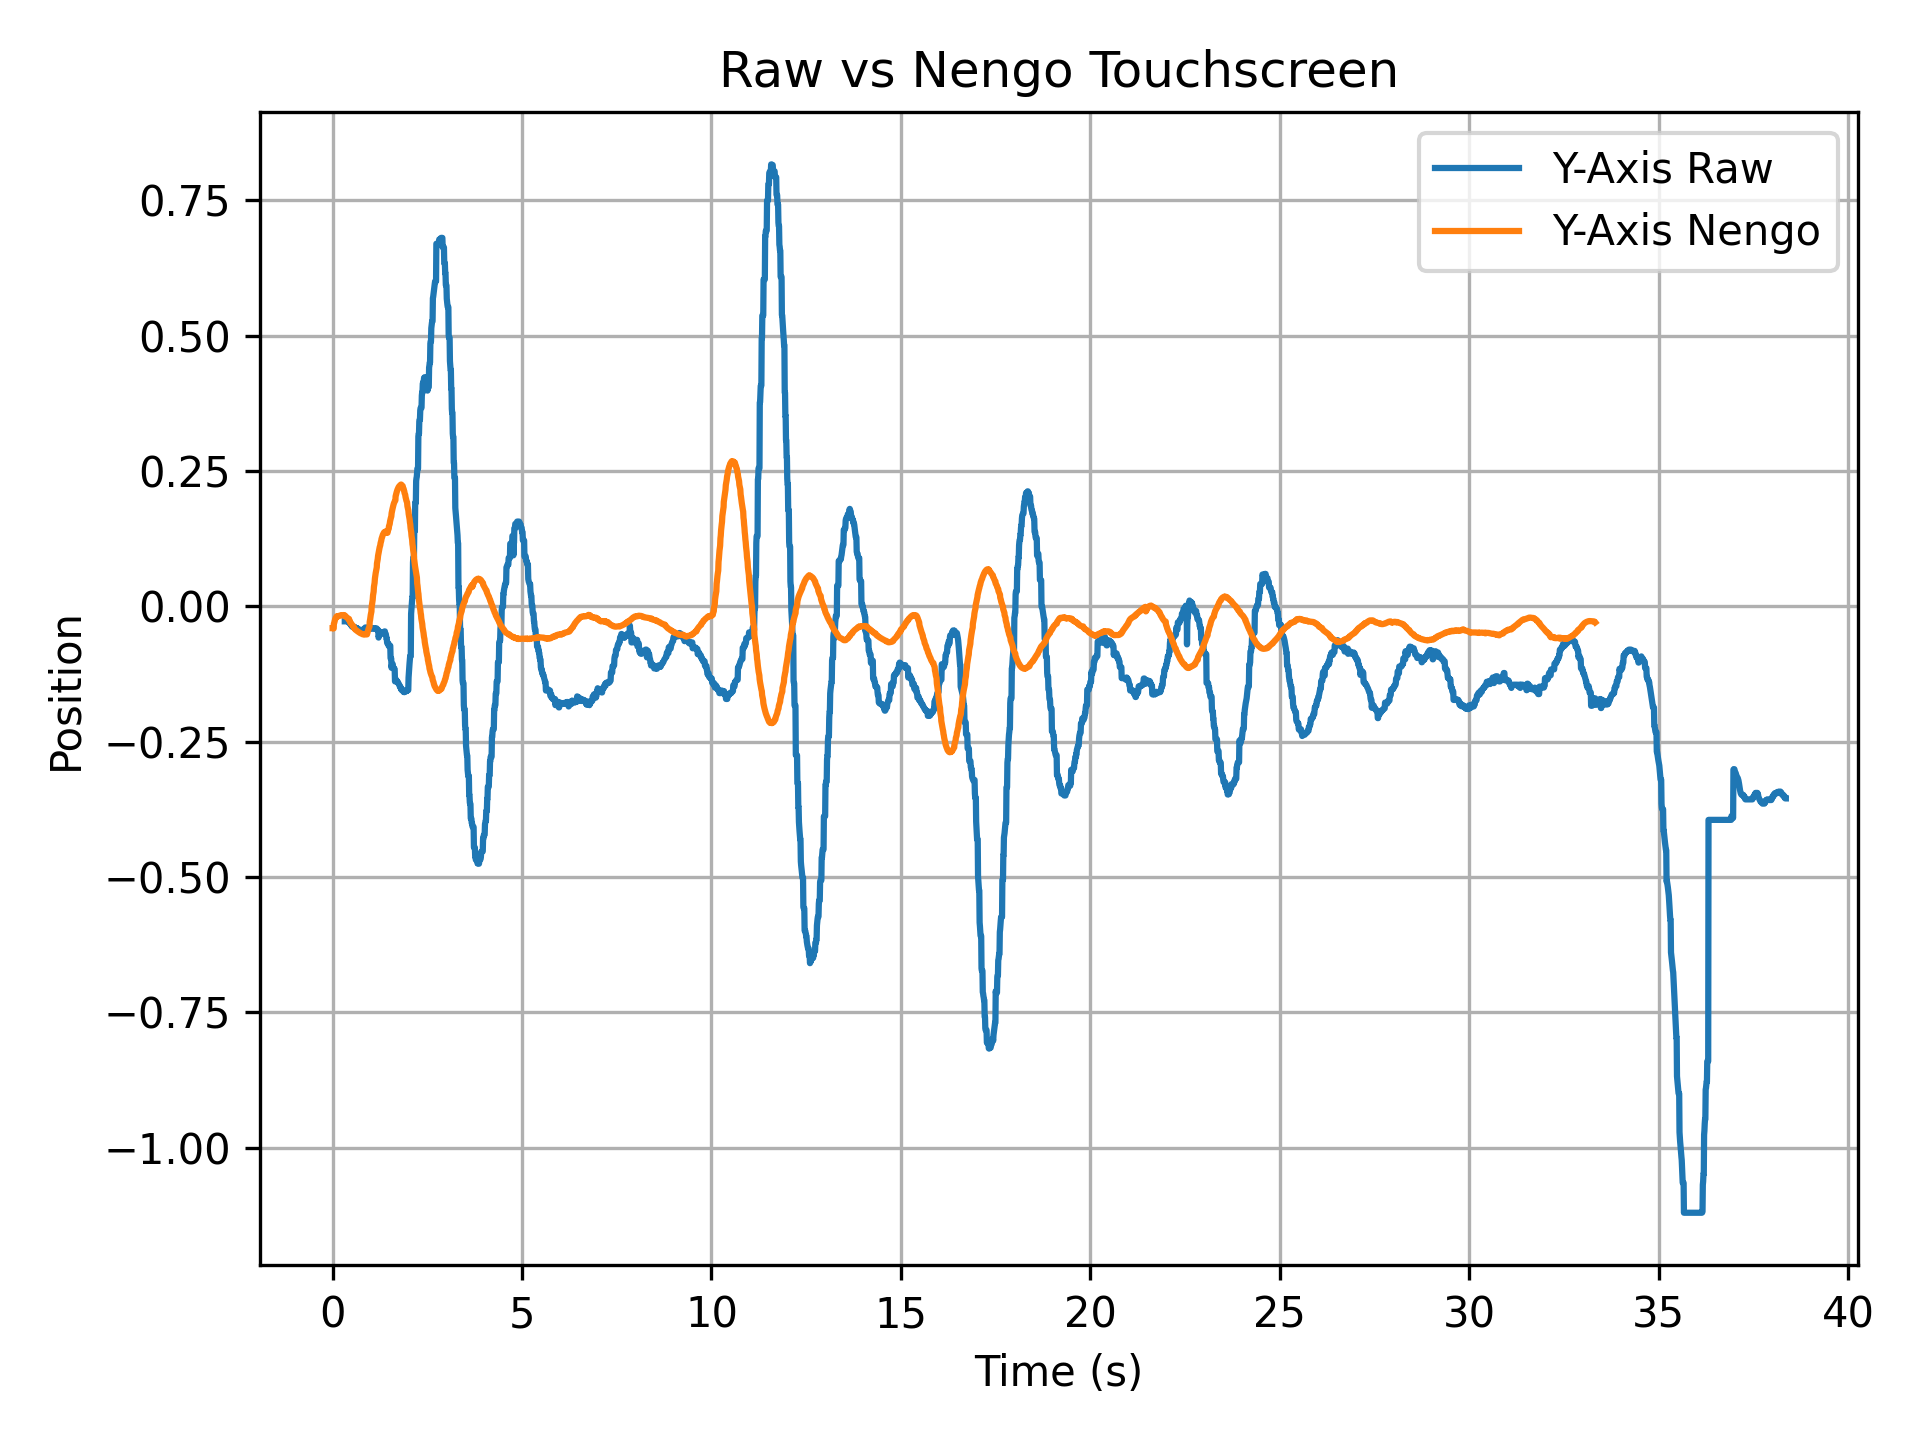 Raw vs Nengo Touchscreen
Y-Axis Raw
Y-Axis Nengo
0.75
0.50
0.25
0.00
−0.25
−0.50
−0.75
−1.00
Position
0 5 10 15 20 25 30 35 40
Time (s)